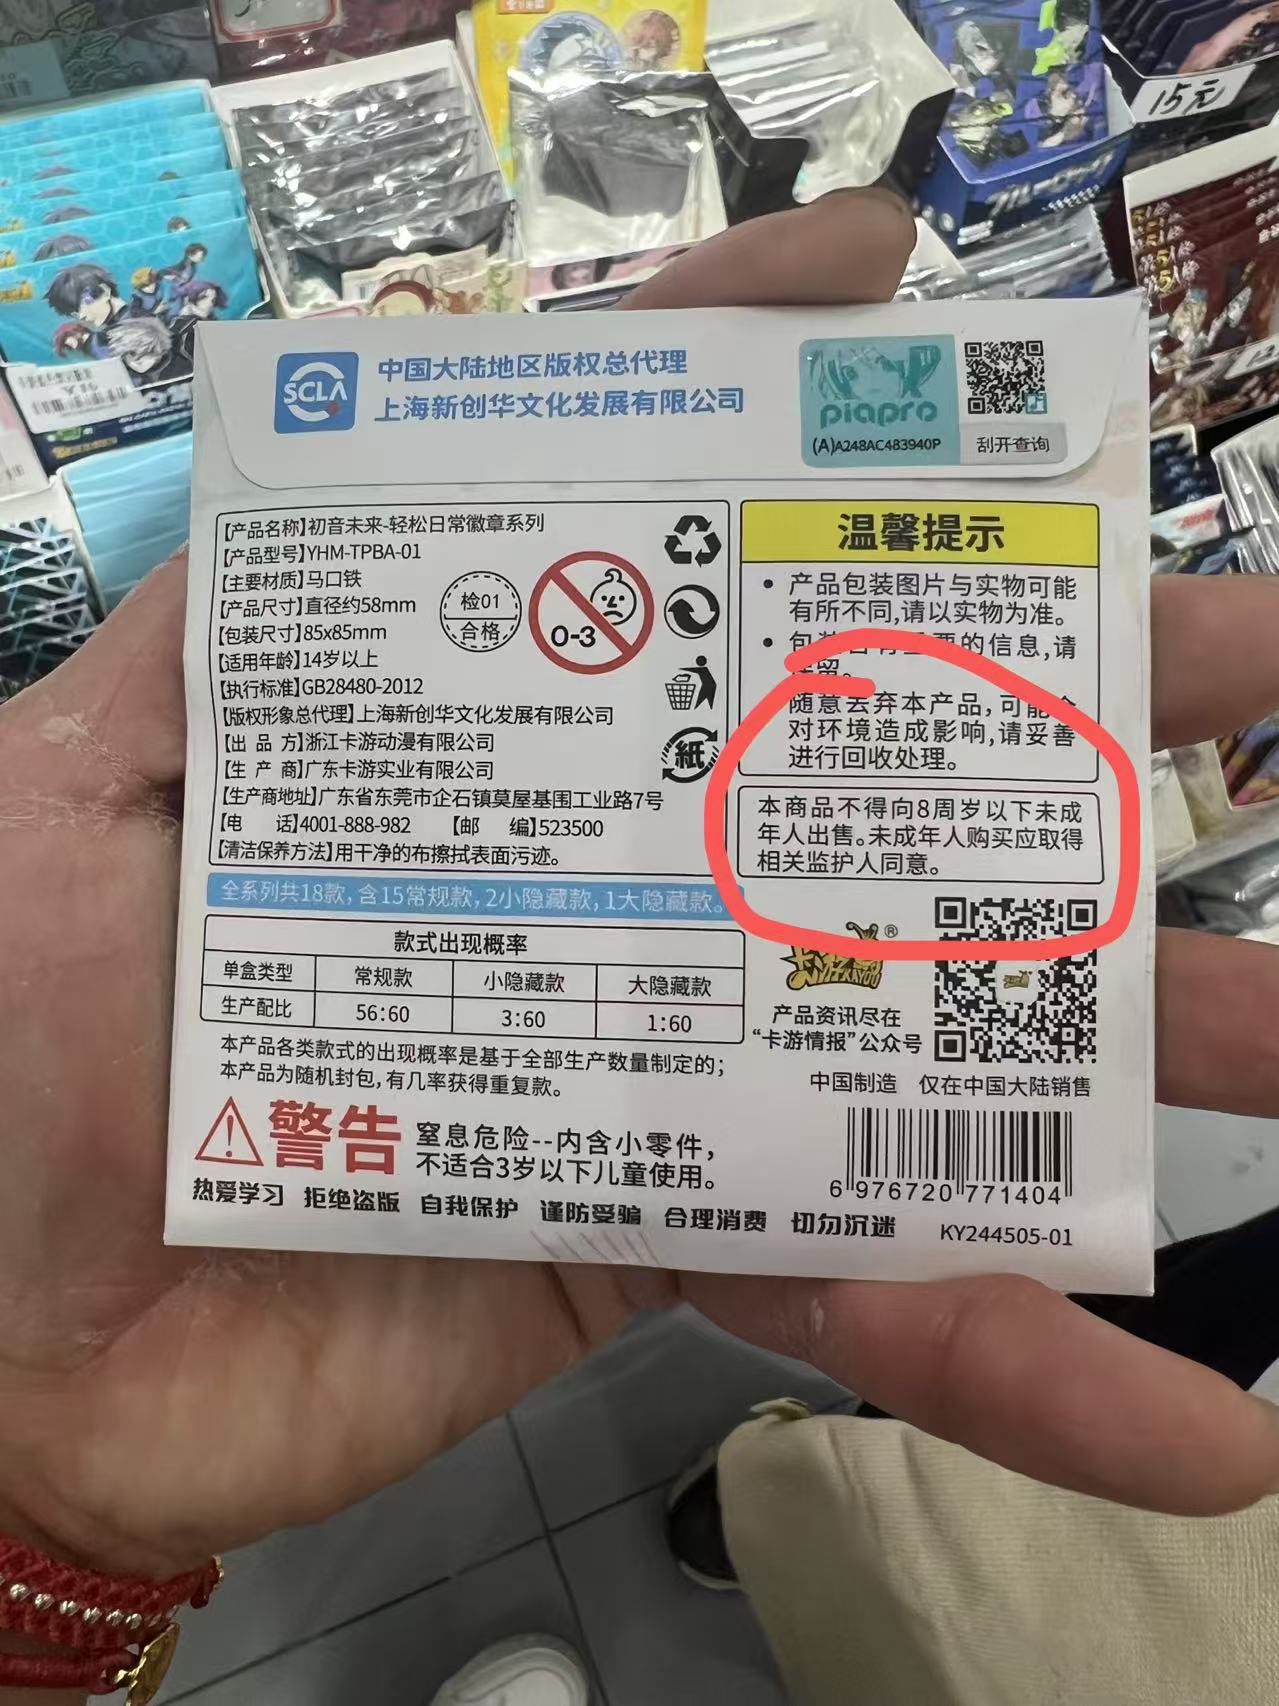 15元
SCLA
中国大陆地区版权总代理
上海新创华文化发展有限公司
piapro
(A)A248AC483940P
刮开查询
【产品名称】初音未来-轻松日常徽章系列
【产品型号】YHM-TPBA-01
【主要材质】马口铁
【产品尺寸】直径约58mm
【包装尺寸】85x85mm
【适用年龄】14岁以上
【执行标准】GB28480-2012
【版权形象总代理】上海新创华文化发展有限公司
【出 品 方】浙江卡游动漫有限公司
【生 产 商】广东卡游实业有限公司
【生产商地址】广东省东莞市企石镇莫屋基围工业路7号
【电 话】4001-888-982 【邮 编】523500
【清洁保养方法】用干净的布擦拭表面污迹。
检01
合格
0-3
紙
温馨提示
• 产品包装图片与实物可能
有所不同,请以实物为准。
• 包装含有重要的信息,请
随意丢弃本产品,可能会
对环境造成影响,请妥善
进行回收处理。
本商品不得向8周岁以下未成
年人出售。未成年人购买应取得
相关监护人同意。
全系列共18款,含15常规款,2小隐藏款,1大隐藏款。
款式出现概率
单盒类型 常规款 小隐藏款 大隐藏款
生产配比 56:60 3:60 1:60
本产品各类款式的出现概率是基于全部生产数量制定的;
本产品为随机封包,有几率获得重复款。
卡游 KAYOU ®
产品资讯尽在
“卡游情报”公众号
中国制造 仅在中国大陆销售
警告
窒息危险--内含小零件,
不适合3岁以下儿童使用。
热爱学习 拒绝盗版 自我保护 谨防受骗 合理消费 切勿沉迷
6 976720 771404
KY244505-01